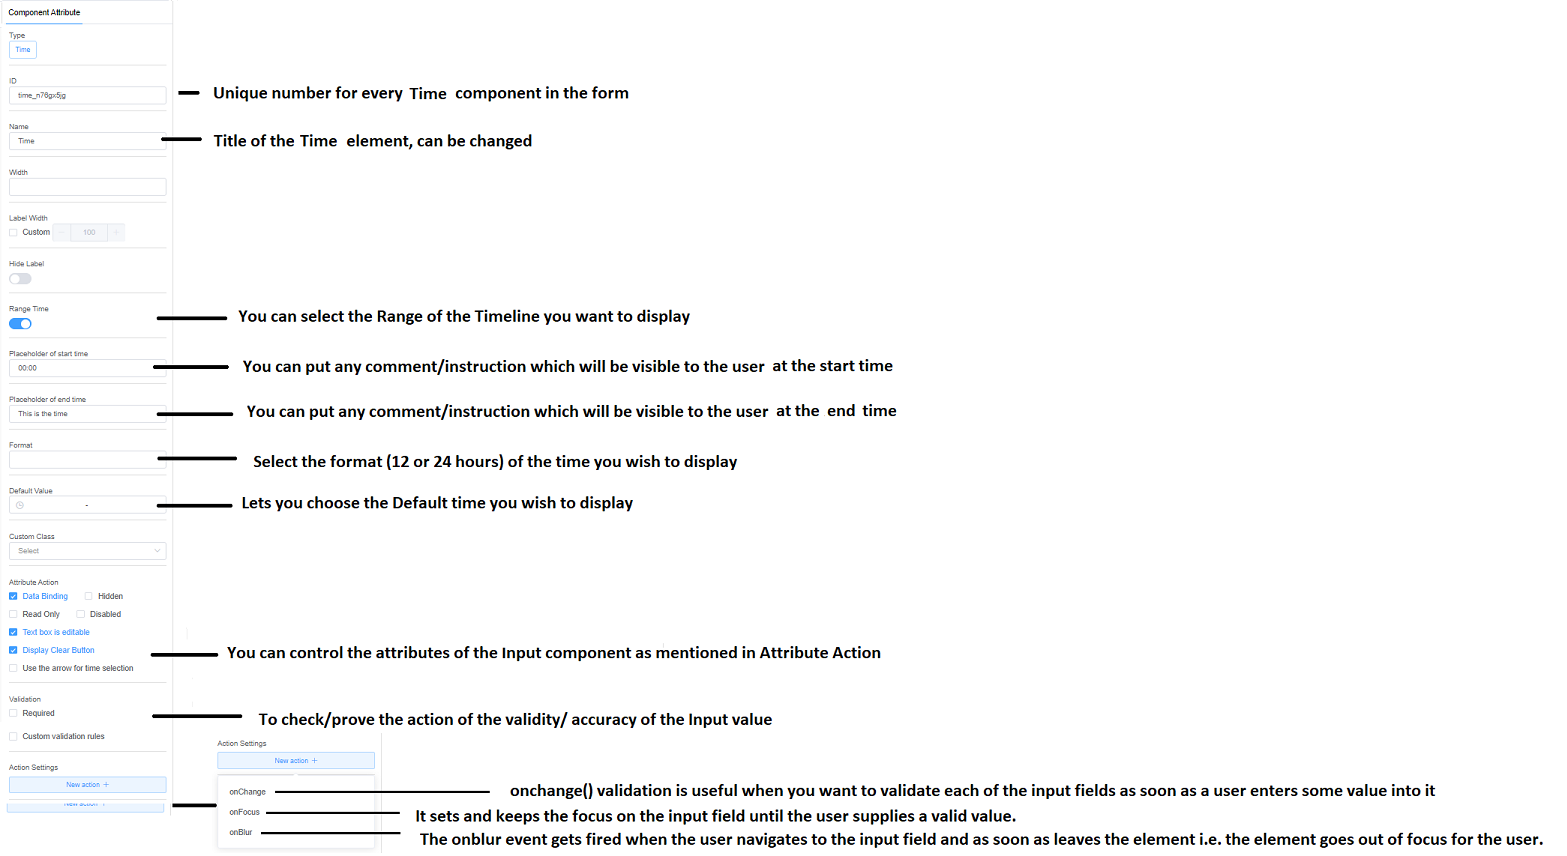 Component Attribute
Type
Time
ID
time_n76gx5jg
Unique number for every Time component in the form
Name
Time
Title of the Time element, can be changed
Width
Label Width
Custom - 100 +
Hide Label
Range Time
You can select the Range of the Timeline you want to display
Placeholder of start time
00:00
You can put any comment/instruction which will be visible to the user at the start time
Placeholder of end time
This is the time
You can put any comment/instruction which will be visible to the user at the end time
Format
Select the format (12 or 24 hours) of the time you wish to display
Default Value
-
Lets you choose the Default time you wish to display
Custom Class
Select
Attribute Action
Data Binding Hidden
Read Only Disabled
Text box is editable
Display Clear Button
You can control the attributes of the Input component as mentioned in Attribute Action
Use the arrow for time selection
Validation
Required
To check/prove the action of the validity/ accuracy of the Input value
Custom validation rules
Action Settings
New action +
New action +
Action Settings
New action +
onChange
onchange() validation is useful when you want to validate each of the input fields as soon as a user enters some value into it
onFocus
It sets and keeps the focus on the input field until the user supplies a valid value.
onBlur
The onblur event gets fired when the user navigates to the input field and as soon as leaves the element i.e. the element goes out of focus for the user.